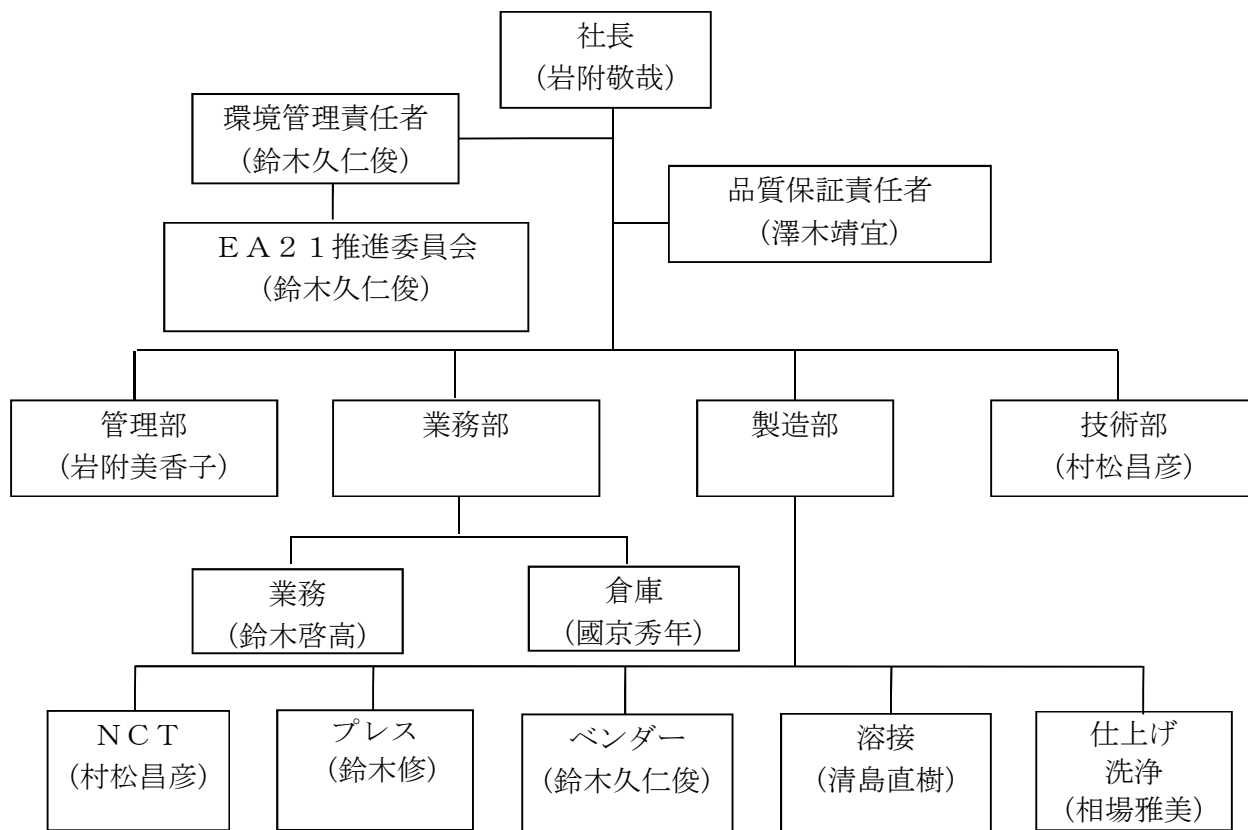 社長
(岩附敬哉)
環境管理責任者
(鈴木久仁俊)
品質保証責任者
(澤木靖宜)
ＥＡ２１推進委員会
(鈴木久仁俊)
管理部
(岩附美香子)
業務部
製造部
技術部
(村松昌彦)
業務
(鈴木啓高)
倉庫
(國京秀年)
ＮＣＴ
(村松昌彦)
プレス
(鈴木修)
ベンダー
(鈴木久仁俊)
溶接
(清島直樹)
仕上げ
洗浄
(相場雅美)